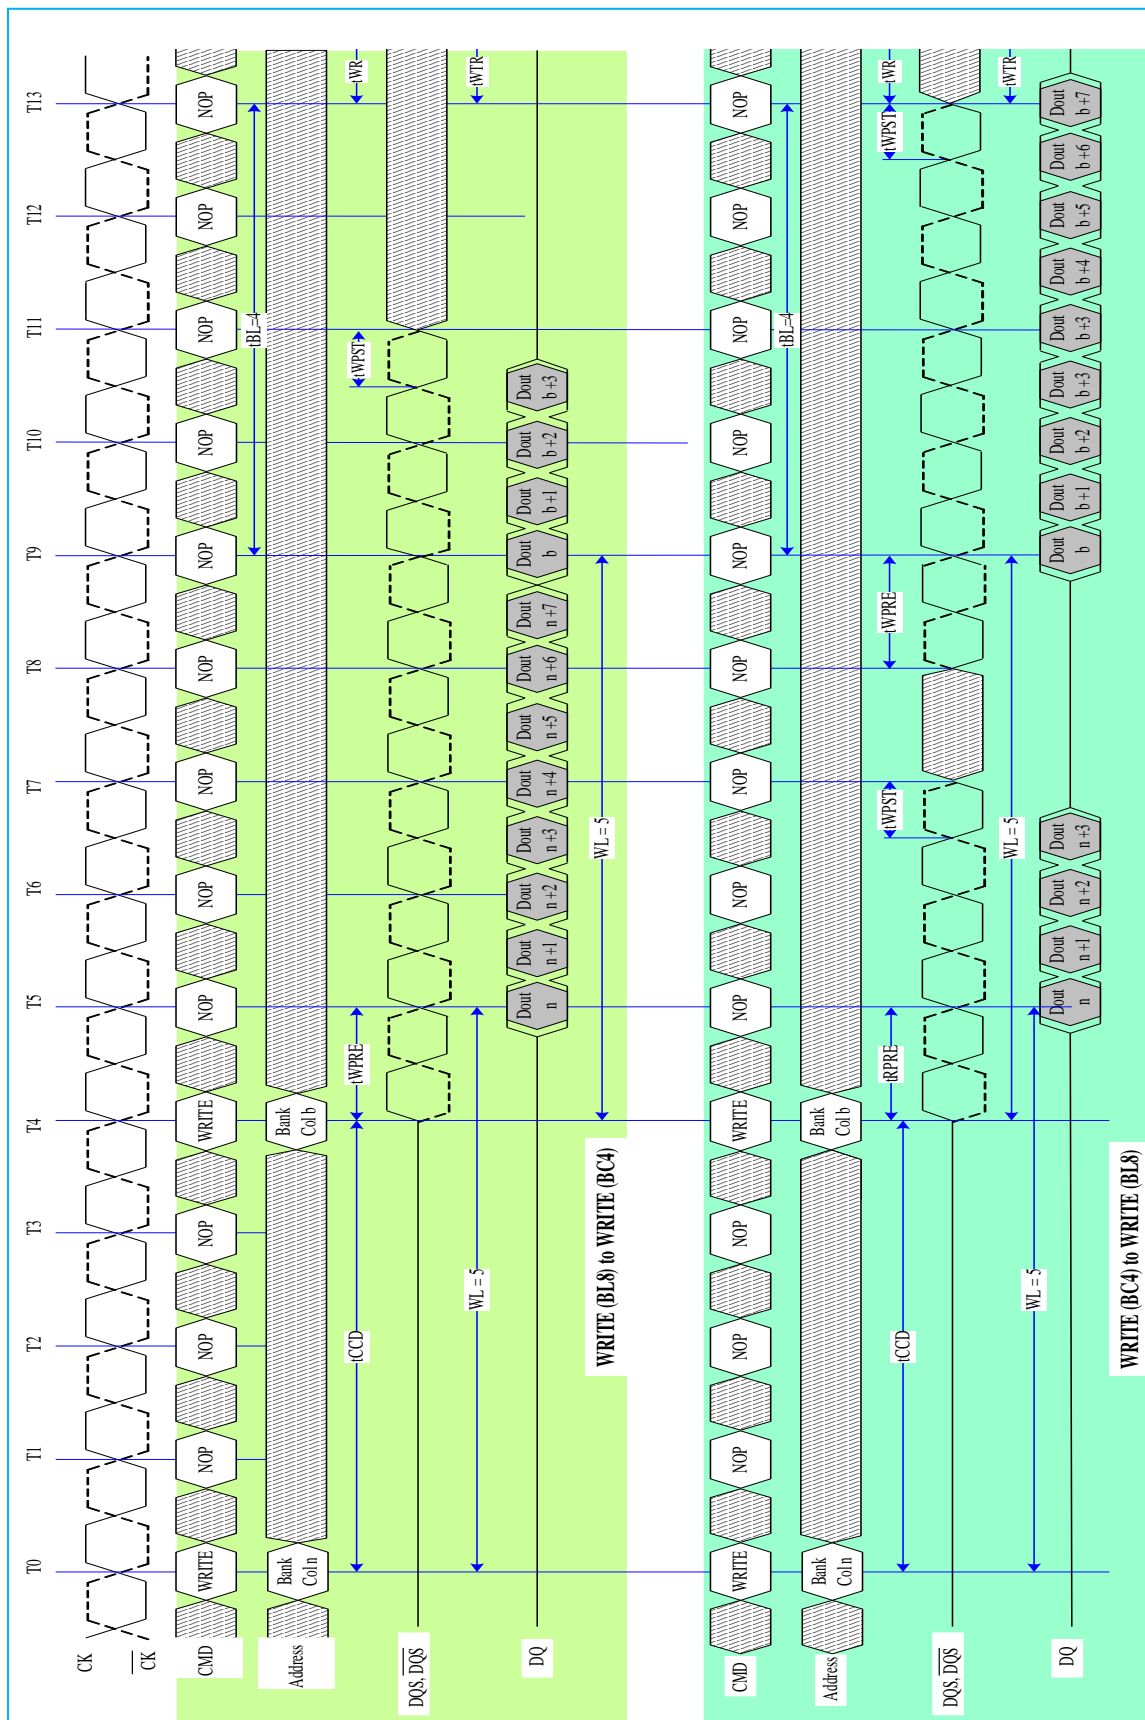 T0 T1 T2 T3 T4 T5 T6 T7 T8 T9 T10 T11 T12 T13
CK
CK
CMD WRITE NOP NOP NOP WRITE NOP NOP NOP NOP NOP NOP NOP NOP NOP
tBL=4
Address Bank Col n Bank Col b
tCCD tWPRE tWPST tWR
DQS, DQS
WL = 5 tWTR
DQ Dout n Dout n+1 Dout n+2 Dout n+3 Dout n+4 Dout n+5 Dout n+6 Dout n+7 Dout b Dout b+1 Dout b+2 Dout b+3
WL = 5
WRITE (BL8) to WRITE (BC4)
CMD WRITE NOP NOP NOP WRITE NOP NOP NOP NOP NOP NOP NOP NOP NOP
tBL=4
Address Bank Col n Bank Col b
tCCD tRPRE tWPST tWPRE tWPST tWR
DQS, DQS
WL = 5 tWTR
WL = 5
DQ Dout n Dout n+1 Dout n+2 Dout n+3 Dout b Dout b+1 Dout b+2 Dout b+3 Dout b+3 Dout b+4 Dout b+5 Dout b+6 Dout b+7
WRITE (BC4) to WRITE (BL8)